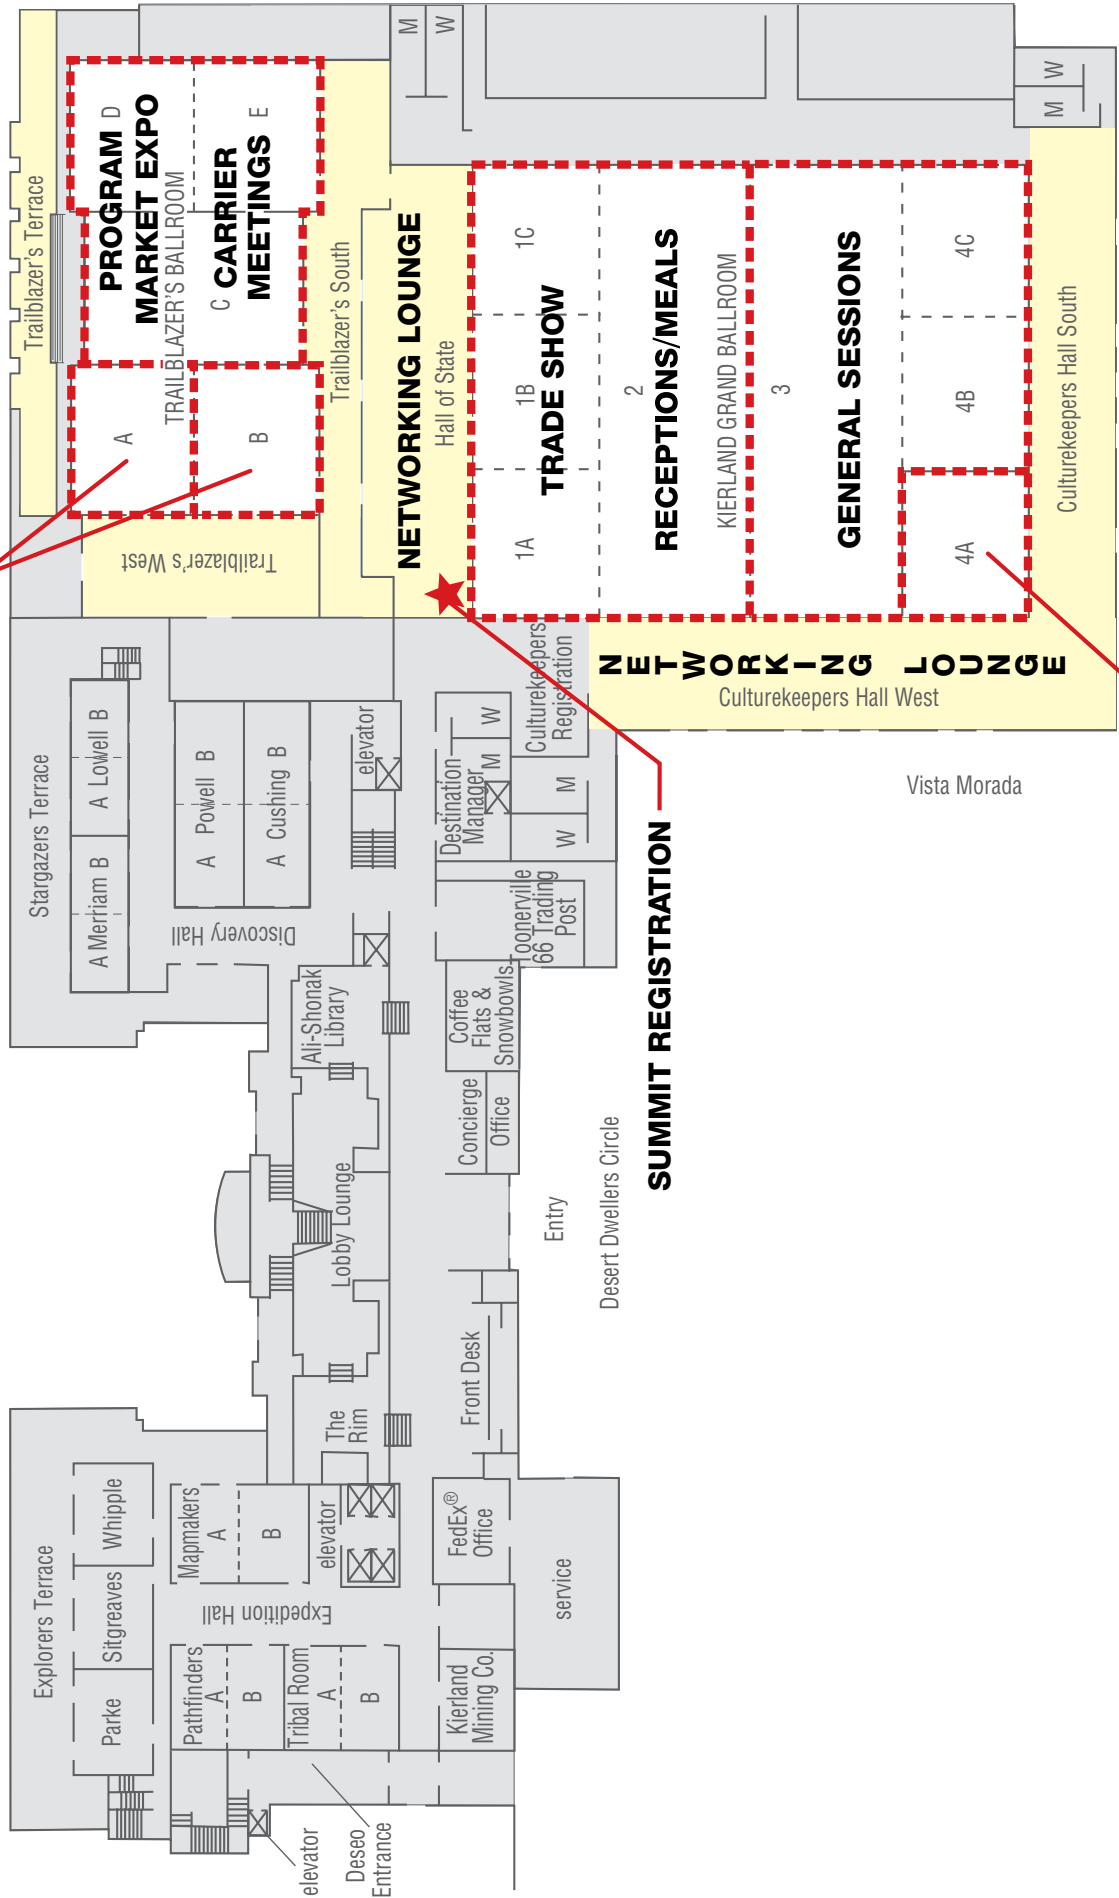 Explorers Terrace
Parke
Sitgreaves
Whipple
Pathfinders
A
B
Mapmakers
A
B
Expedition Hall
Tribal Room
A
B
elevator
elevator
Deseo
Entrance
Kierland
Mining Co.
FedEx®
Office
service
The
Rim
Front Desk
Lobby Lounge
Entry
Desert Dwellers Circle
Concierge
Office
Ali-Shonak
Library
Coffee
Flats &
Snowbowls
Toonerville
66 Trading
Post
Stargazers Terrace
A Merriam B
A Lowell B
A Powell B
A Cushing B
Discovery Hall
elevator
Destination
Manager
M
W
W
M
Culturekeepers
Registration
SUMMIT REGISTRATION
Vista Morada
Trailblazer's Terrace
Trailblazer's West
A
B
PROGRAM D
MARKET EXPO
TRAILBLAZER'S BALLROOM
C CARRIER
MEETINGS E
Trailblazer's South
NETWORKING LOUNGE
Hall of State
M
W
1A
1B
1C
TRADE SHOW
2
RECEPTIONS/MEALS
KIERLAND GRAND BALLROOM
3
GENERAL SESSIONS
4A
4B
4C
NETWORKING LOUNGE
Culturekeepers Hall West
Culturekeepers Hall South
M
W